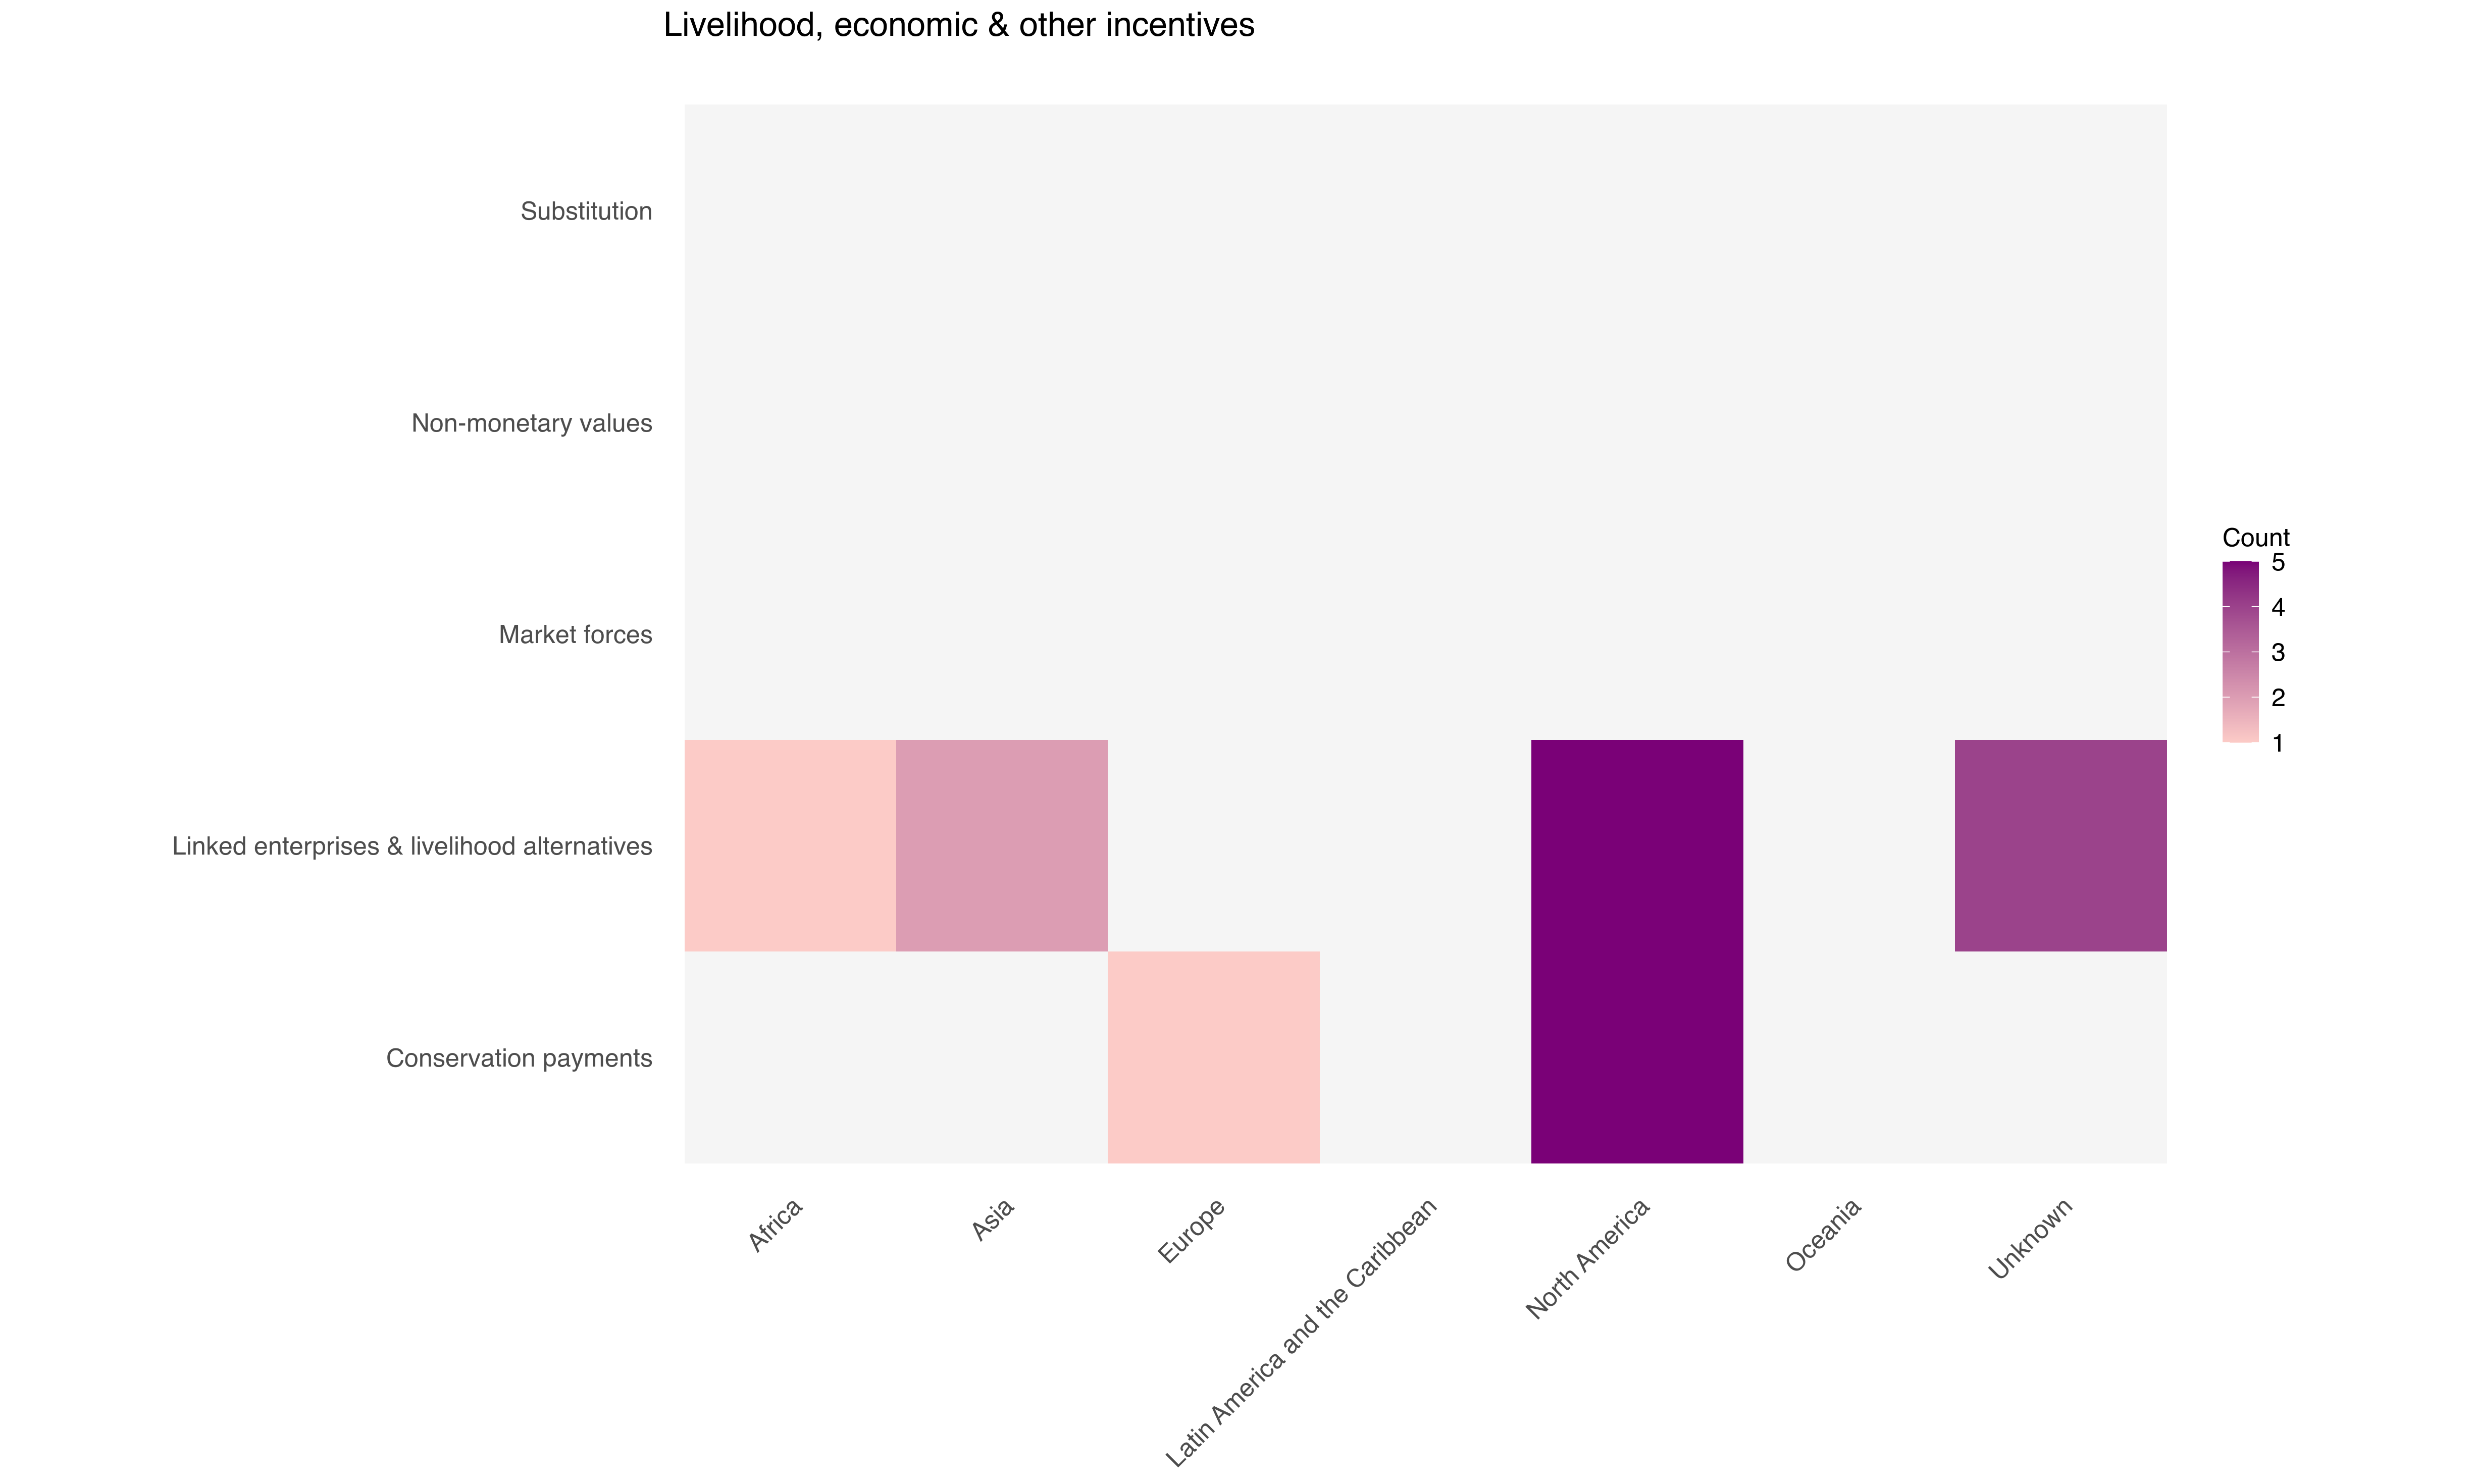 Livelihood, economic & other incentives
Substitution
Non-monetary values
Market forces
Linked enterprises & livelihood alternatives
Conservation payments
Africa
Asia
Europe
Latin America and the Caribbean
North America
Oceania
Unknown
Count
5
4
3
2
1